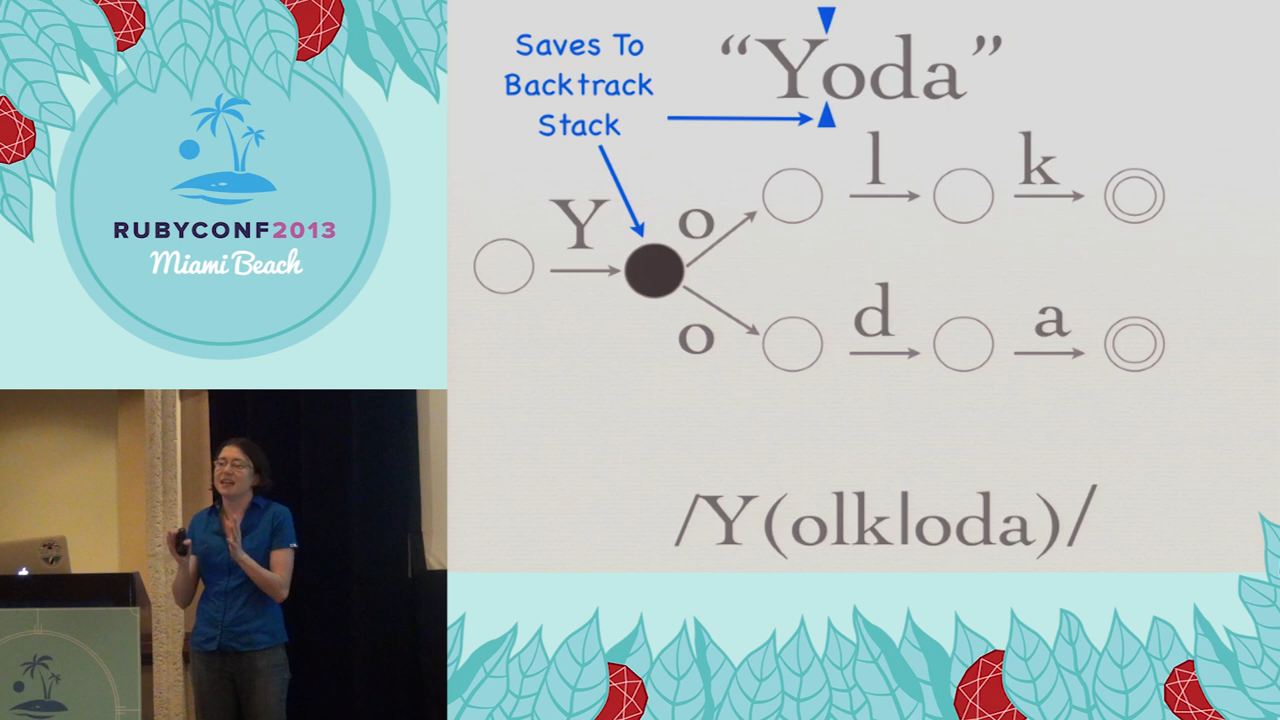 RUBYCONF2013
Miami Beach
Saves To
Backtrack
Stack
“Yoda”
Y
o
l
k
o
d
a
/Y(olk|oda)/